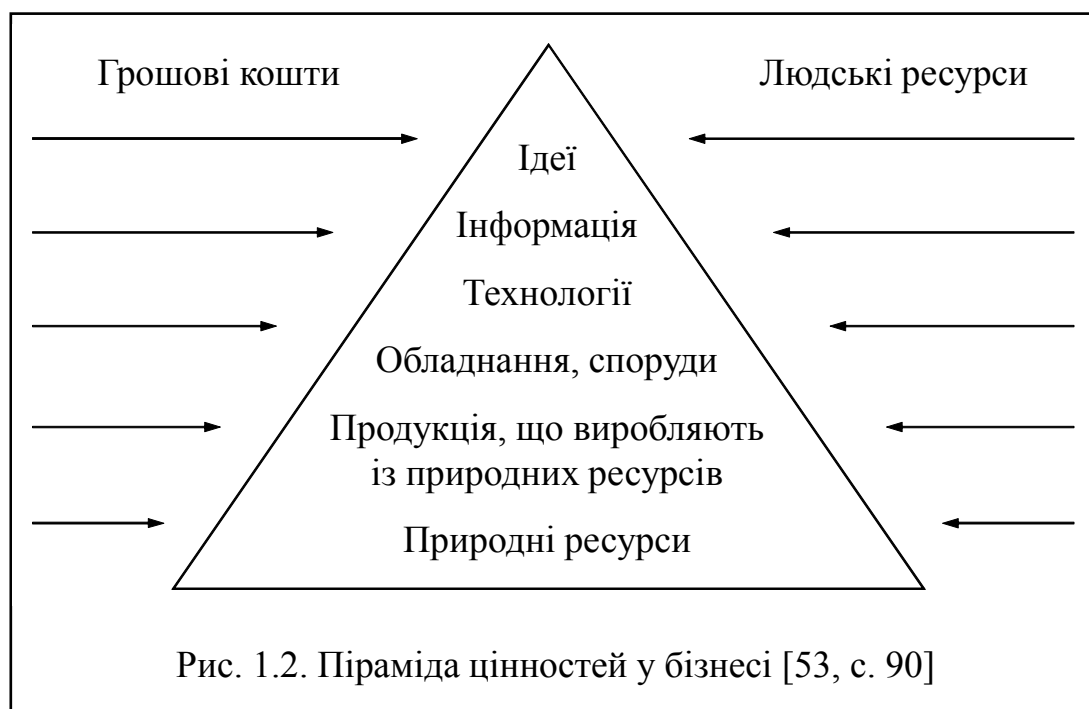 Грошові кошти
Людські ресурси
Ідеї
Інформація
Технології
Обладнання, споруди
Продукція, що виробляють
із природних ресурсів
Природні ресурси
Рис. 1.2. Піраміда цінностей у бізнесі [53, с. 90]